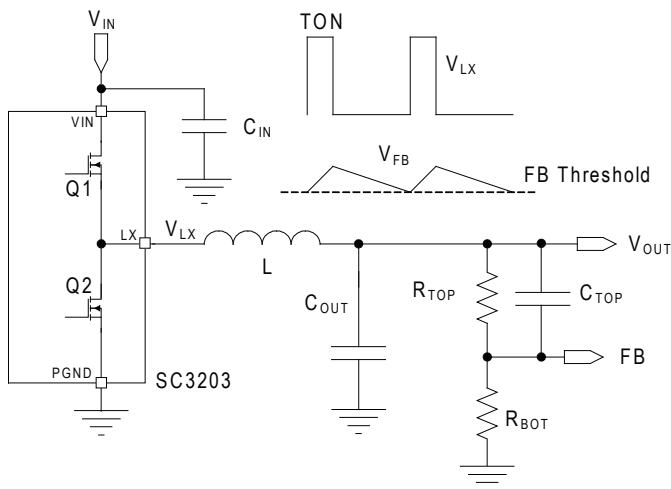 VIN
TON
VLX
VIN
CIN
VFB
FB Threshold
Q1
LX
VLX
VOUT
L
RTOP
CTOP
Q2
COUT
FB
PGND
SC3203
RBOT